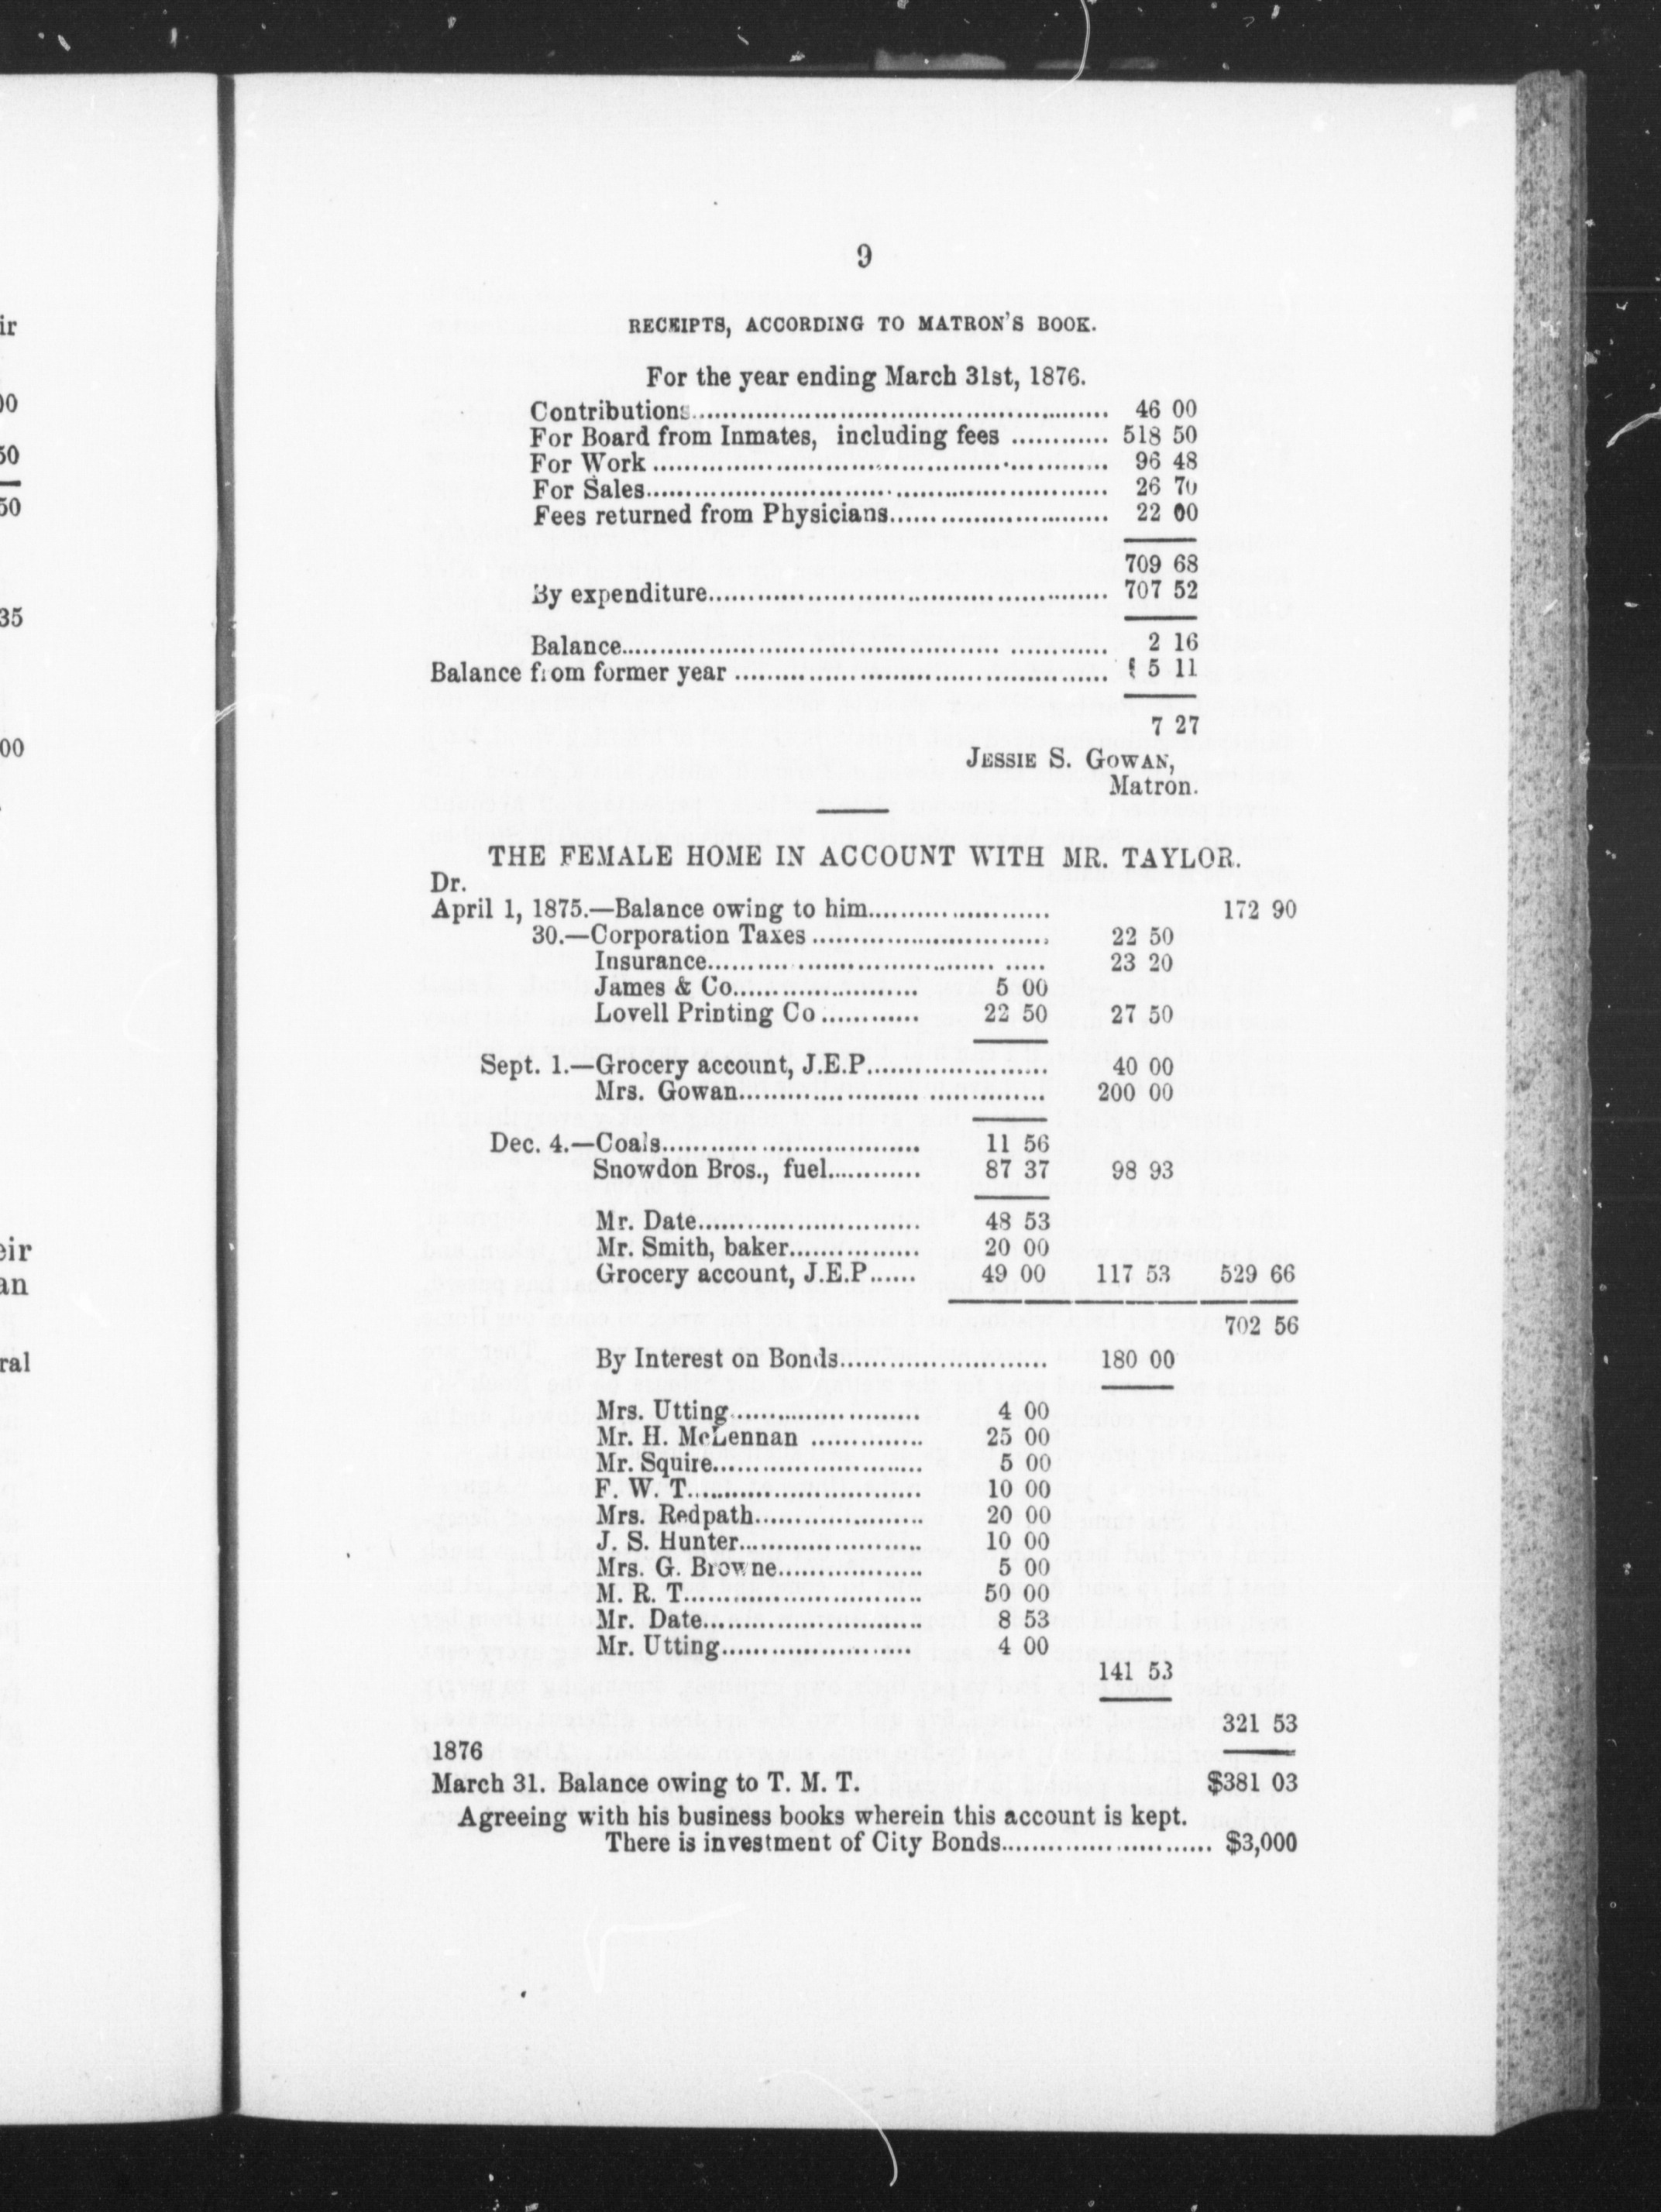 ir
00
50
50
35
00
eir
an
ral
9
RECEIPTS, ACCORDING TO MATRON'S BOOK.
For the year ending March 31st, 1876.
Contributions.................................................... 46 00
For Board from Inmates, including fees ............ 518 50
For Work ......................................................... 96 48
For Sales.......................................................... 26 70
Fees returned from Physicians........................... 22 00
709 68
By expenditure.................................................. 707 52
Balance............................................................. 2 16
Balance from former year .............................................. 5 11
7 27
JESSIE S. GOWAN,
Matron.
THE FEMALE HOME IN ACCOUNT WITH MR. TAYLOR.
Dr.
April 1, 1875.—Balance owing to him...................... 172 90
30.—Corporation Taxes ............................. 22 50
Insurance.......................................... 23 20
James & Co....................... 5 00
Lovell Printing Co ............ 22 50 27 50
Sept. 1.—Grocery account, J.E.P....................... 40 00
Mrs. Gowan...................................... 200 00
Dec. 4.—Coals................................ 11 56
Snowdon Bros., fuel............ 87 37 98 93
Mr. Date............................ 48 53
Mr. Smith, baker................ 20 00
Grocery account, J.E.P...... 49 00 117 53 529 66
702 56
By Interest on Bonds.......................... 180 00
Mrs. Utting........................ 4 00
Mr. H. McLennan .............. 25 00
Mr. Squire.......................... 5 00
F. W. T............................. 10 00
Mrs. Redpath..................... 20 00
J. S. Hunter....................... 10 00
Mrs. G. Browne.................. 5 00
M. R. T............................. 50 00
Mr. Date........................... 8 53
Mr. Utting........................ 4 00
141 53
321 53
1876
March 31. Balance owing to T. M. T. $381 03
Agreeing with his business books wherein this account is kept.
There is investment of City Bonds.......................... $3,000